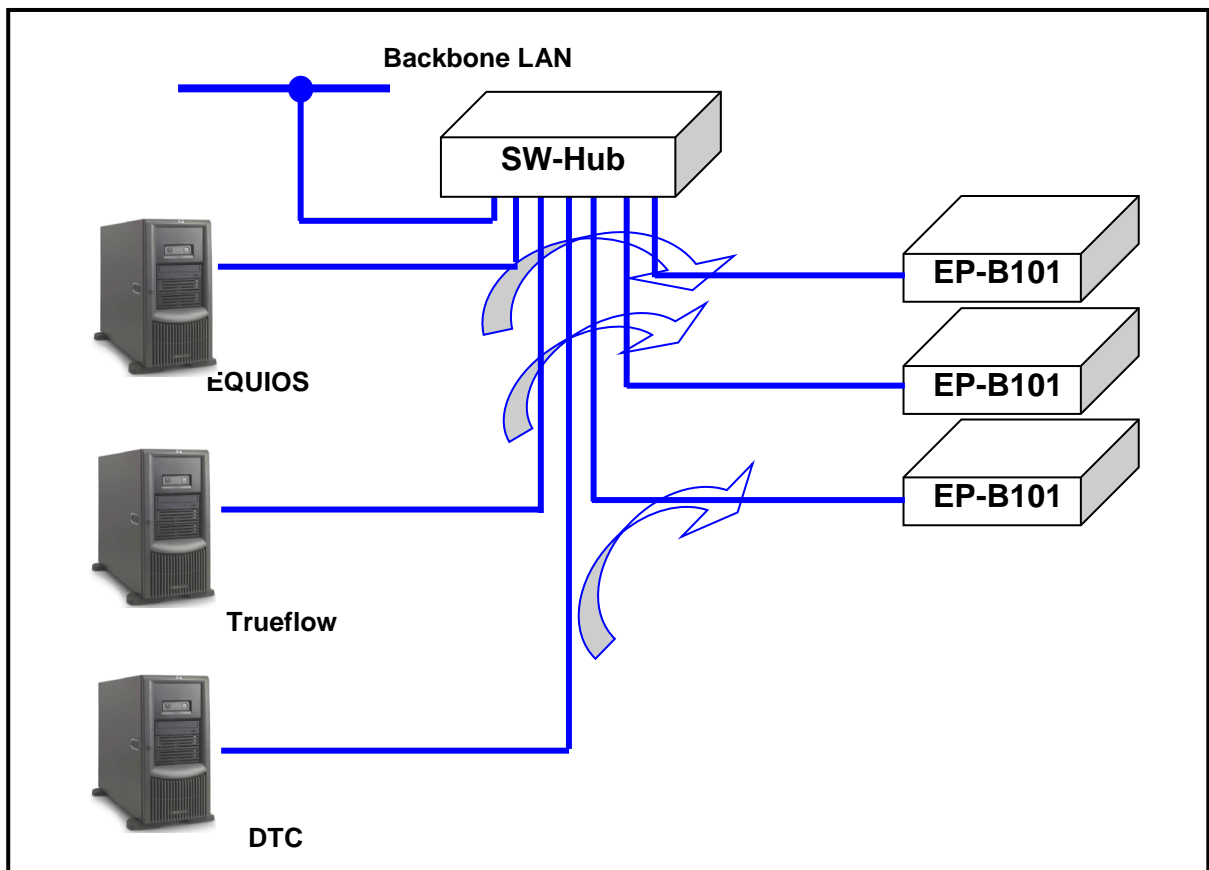 Backbone LAN
SW-Hub
EP-B101
EQUIOS
EP-B101
EP-B101
Trueflow
DTC